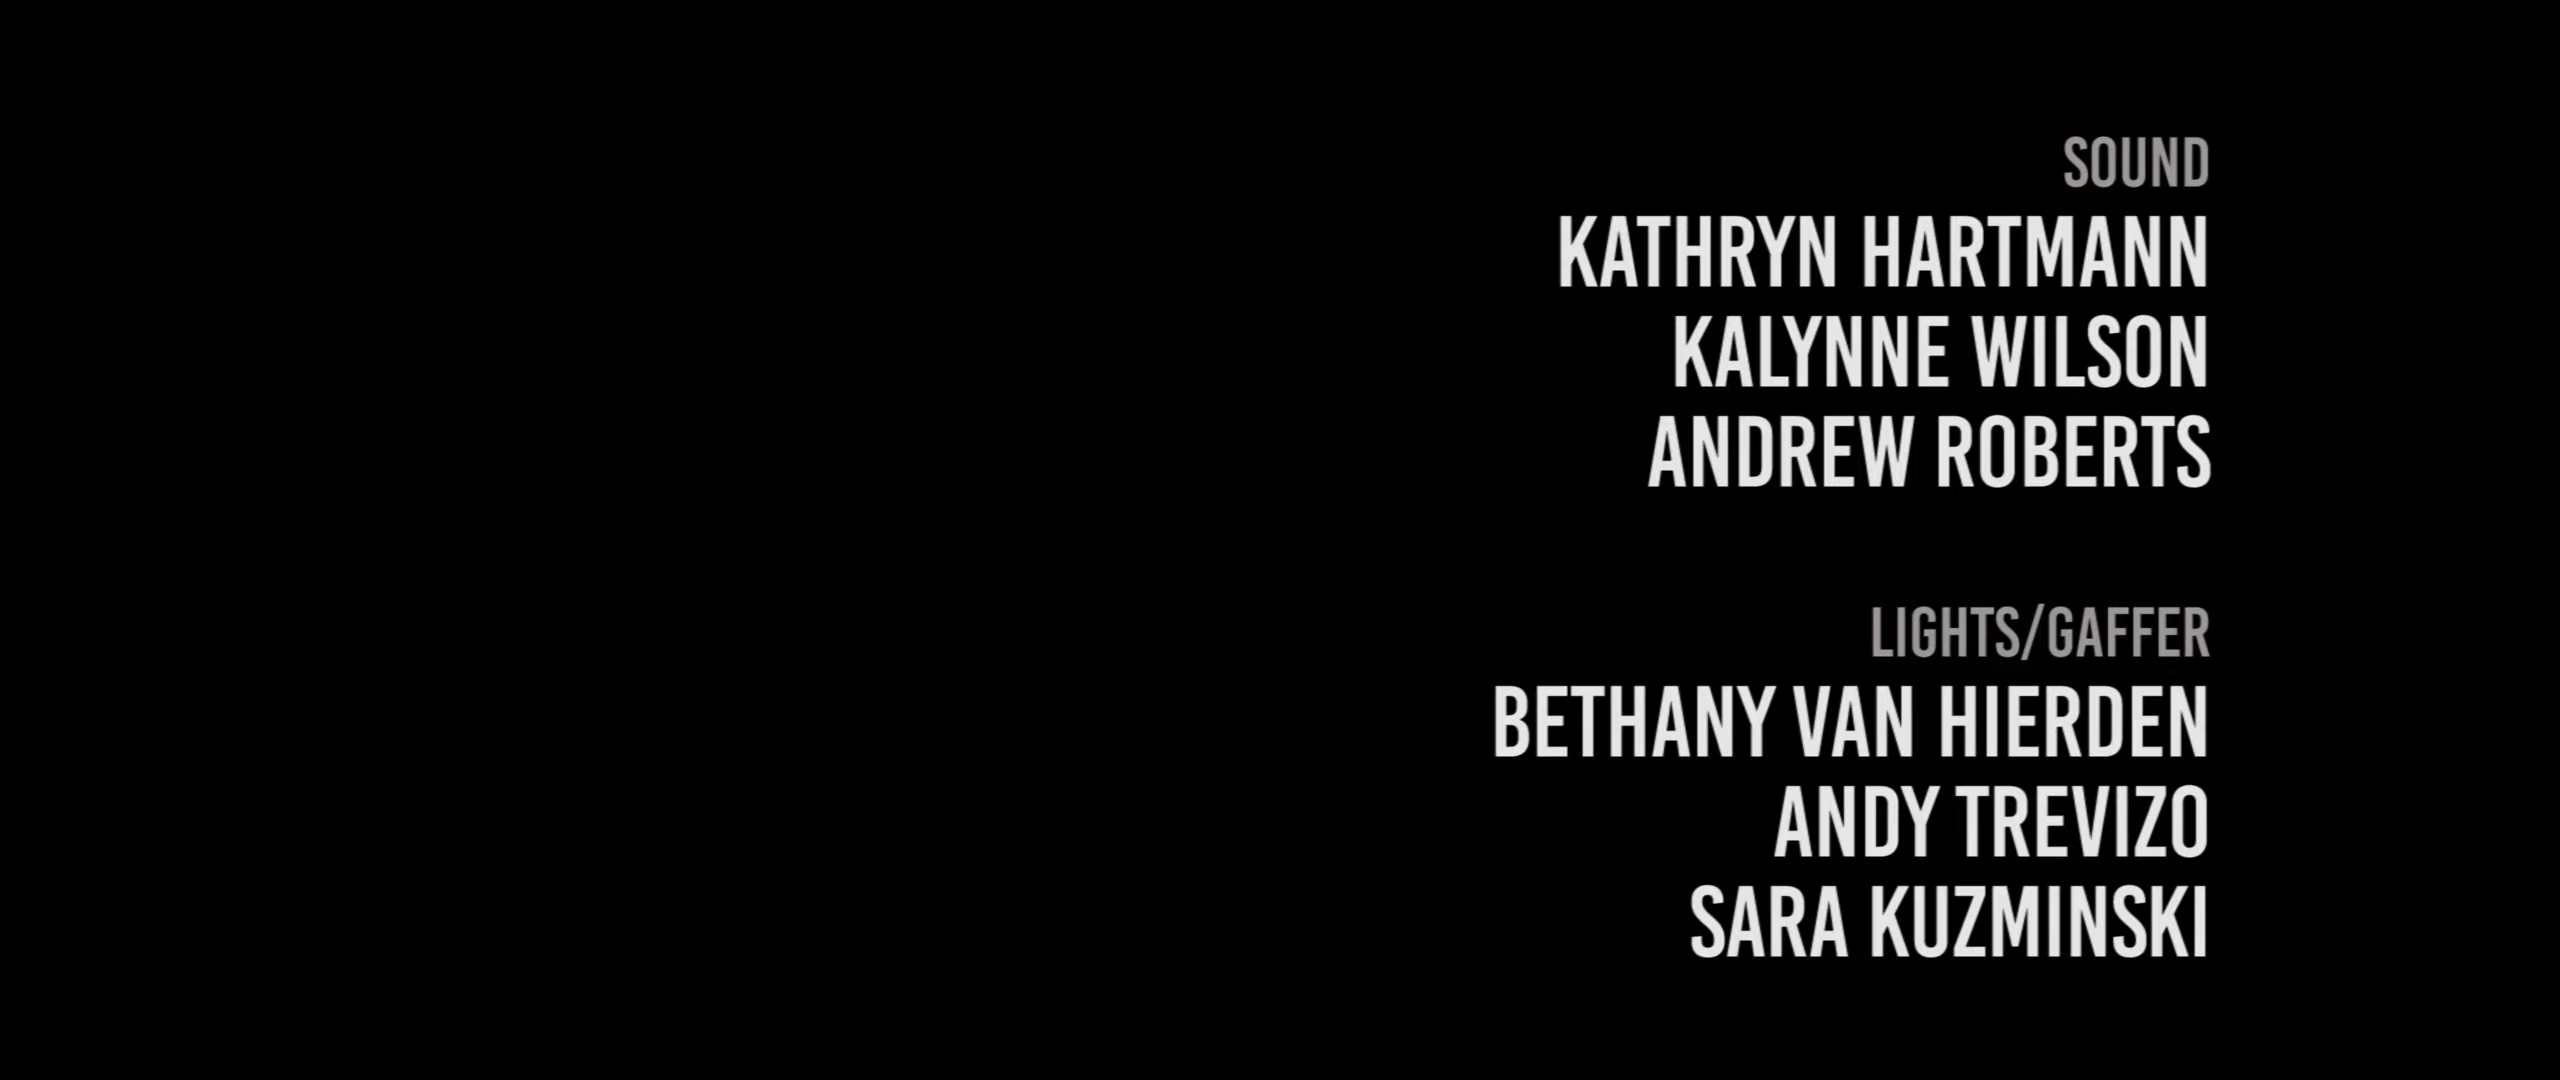 SOUND
KATHRYN HARTMANN
KALYNNE WILSON
ANDREW ROBERTS
LIGHTS/GAFFER
BETHANY VAN HIERDEN
ANDY TREVIZO
SARA KUZMINSKI